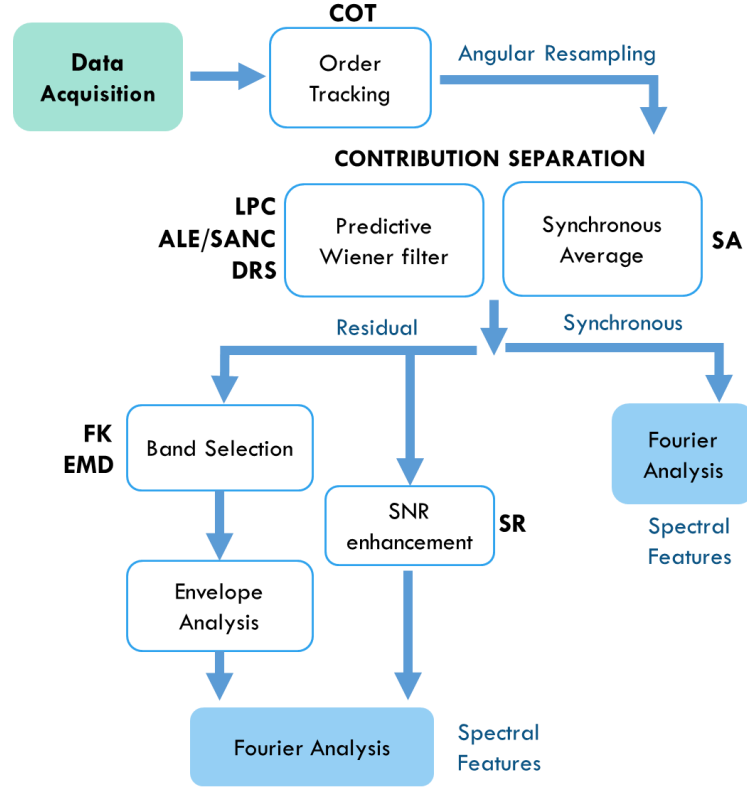 COT
Data
Acquisition
Order
Tracking
Angular Resampling
CONTRIBUTION SEPARATION
LPC
ALE/SANC
DRS
Predictive
Wiener filter
Synchronous
Average
SA
Residual
Synchronous
FK
EMD
Band Selection
Fourier
Analysis
SNR
enhancement
SR
Spectral
Features
Envelope
Analysis
Fourier Analysis
Spectral
Features